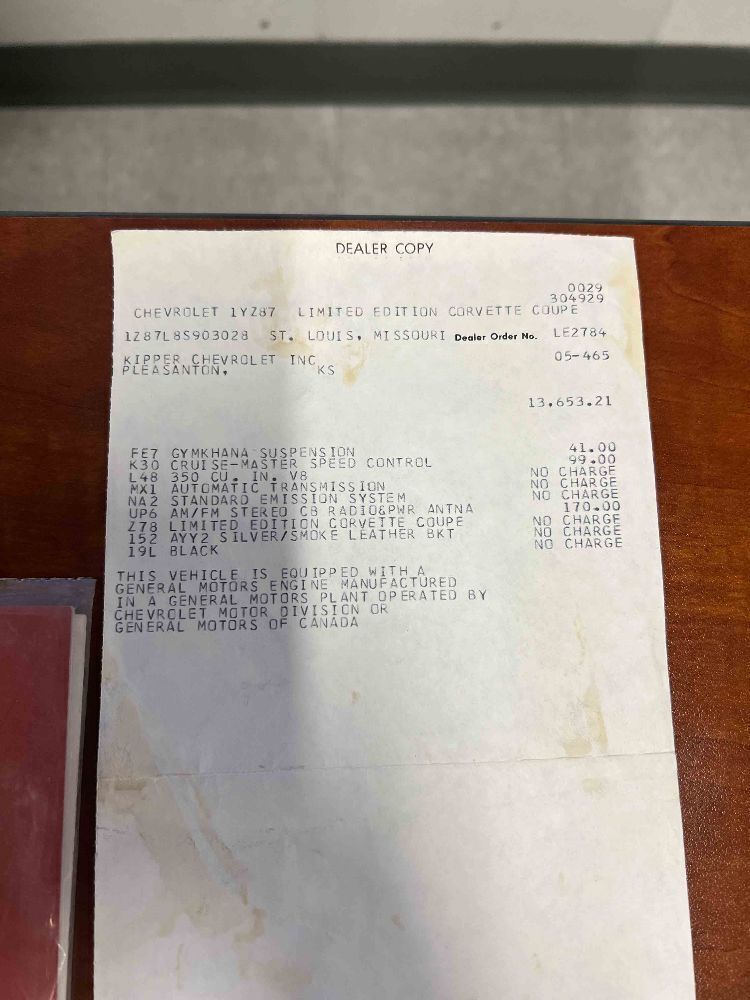 DEALER COPY
0029
304929
CHEVROLET 1YZ87 LIMITED EDITION CORVETTE COUPE
1Z87L8S903028 ST. LOUIS, MISSOURI Dealer Order No. LE2784
KIPPER CHEVROLET INC 05-465
PLEASANTON, KS
13,653.21
FE7 GYMKHANA SUSPENSION 41.00
K30 CRUISE-MASTER SPEED CONTROL 99.00
L48 350 CU. IN. V8 NO CHARGE
MX1 AUTOMATIC TRANSMISSION NO CHARGE
NA2 STANDARD EMISSION SYSTEM NO CHARGE
UP6 AM/FM STEREO CB RADIO&PWR ANTNA 170.00
Z78 LIMITED EDITION CORVETTE COUPE NO CHARGE
152 AYY2 SILVER/SMOKE LEATHER BKT NO CHARGE
19L BLACK NO CHARGE
THIS VEHICLE IS EQUIPPED WITH A
GENERAL MOTORS ENGINE MANUFACTURED
IN A GENERAL MOTORS PLANT OPERATED BY
CHEVROLET MOTOR DIVISION OR
GENERAL MOTORS OF CANADA